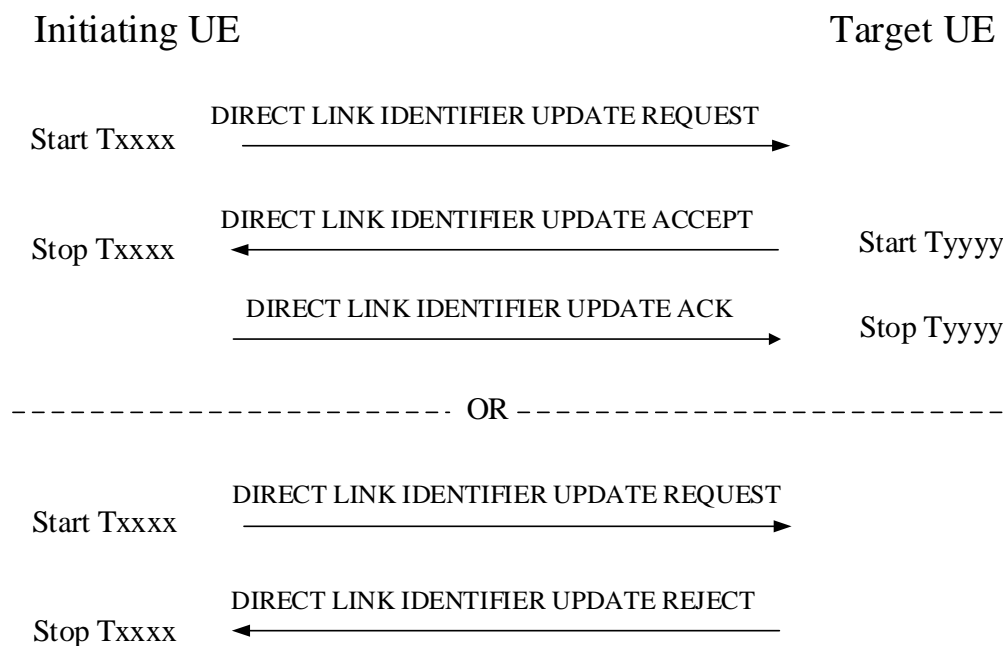 Initiating UE Target UE
DIRECT LINK IDENTIFIER UPDATE REQUEST
Start Txxxx
DIRECT LINK IDENTIFIER UPDATE ACCEPT
Stop Txxxx Start Tyyyy
DIRECT LINK IDENTIFIER UPDATE ACK
Stop Tyyyy
OR
DIRECT LINK IDENTIFIER UPDATE REQUEST
Start Txxxx
DIRECT LINK IDENTIFIER UPDATE REJECT
Stop Txxxx